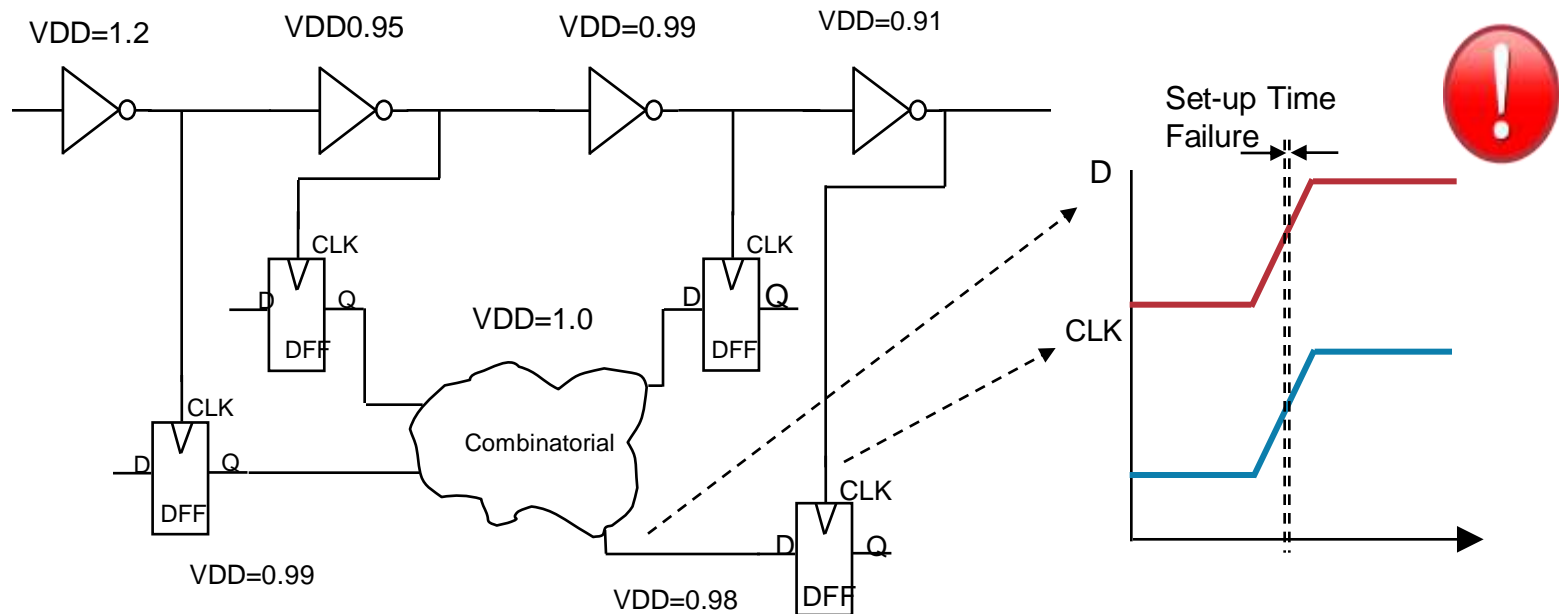 VDD=1.2
VDD0.95
VDD=0.99
VDD=0.91
Set-up Time
Failure
D
CLK
D
Q
DFF
CLK
D
Q
DFF
VDD=1.0
CLK
CLK
D
Q
DFF
Combinatorial
CLK
D
Q
DFF
VDD=0.99
VDD=0.98